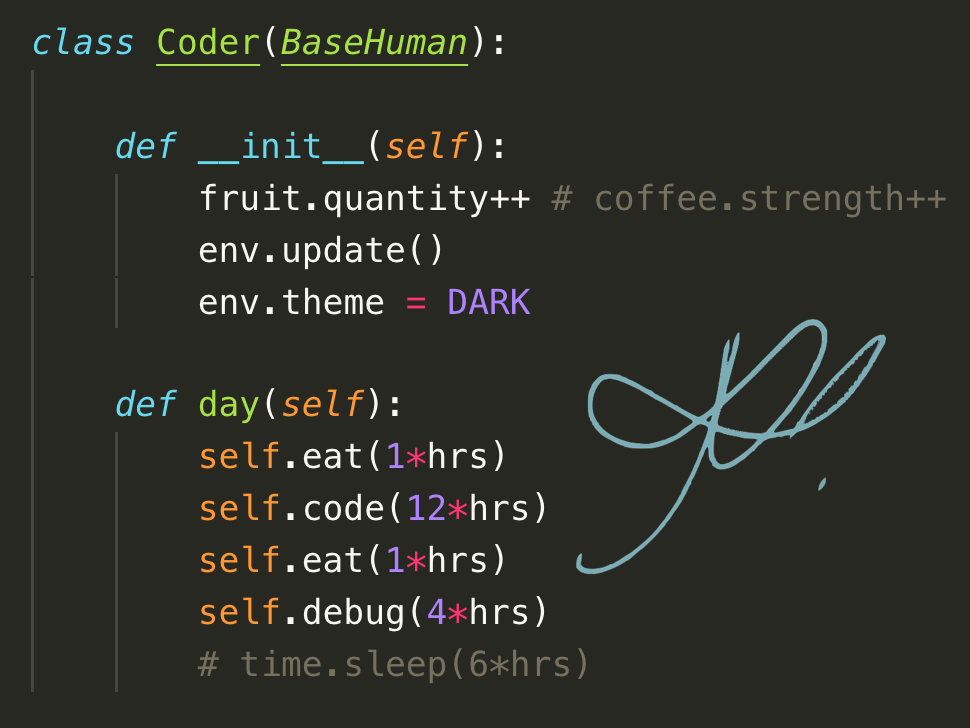 class Coder(BaseHuman):
def __init__(self):
fruit.quantity++ # coffee.strength++
env.update()
env.theme = DARK
def day(self):
self.eat(1*hrs)
self.code(12*hrs)
self.eat(1*hrs)
self.debug(4*hrs)
# time.sleep(6*hrs)